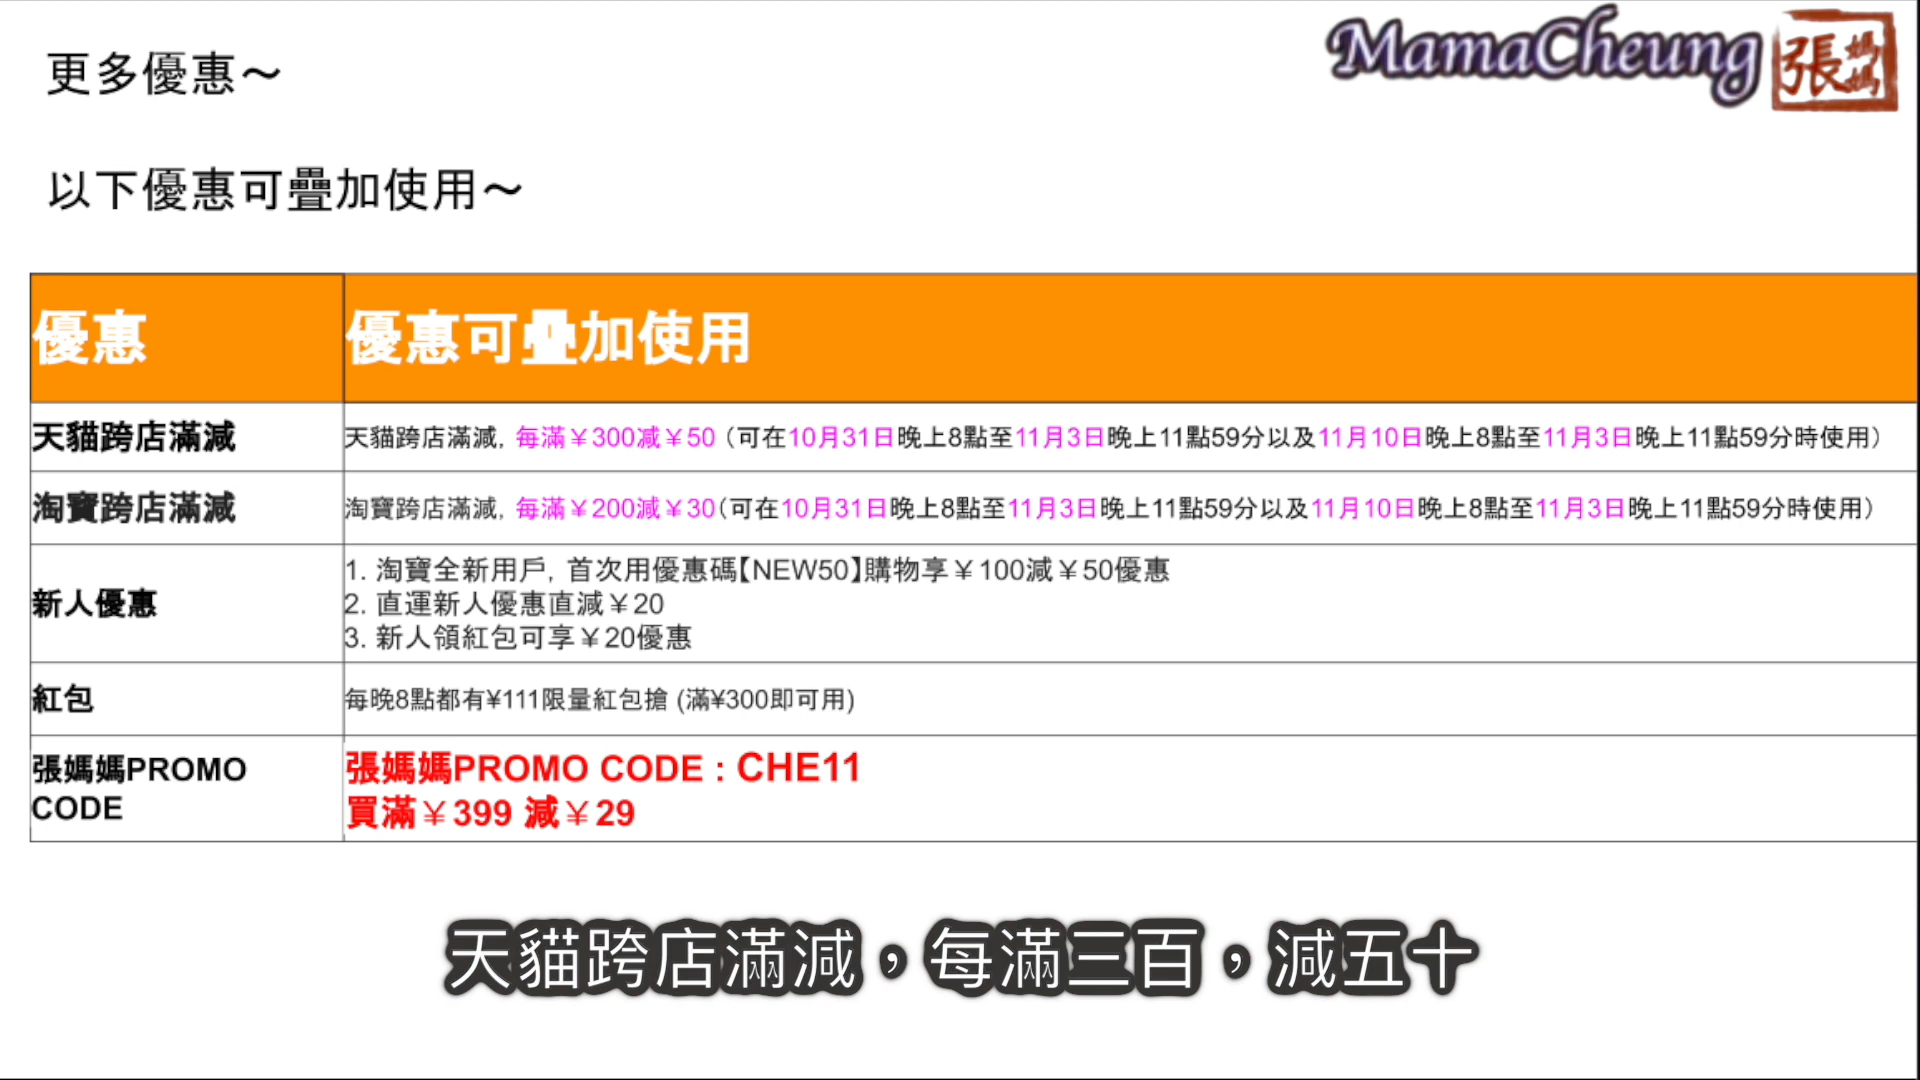 MamaCheung 張媽媽
更多優惠～
以下優惠可疊加使用～
優惠
優惠可疊加使用
天貓跨店滿減
天貓跨店滿減, 每滿￥300減￥50（可在10月31日晚上8點至11月3日晚上11點59分以及11月10日晚上8點至11月3日晚上11點59分時使用）
淘寶跨店滿減
淘寶跨店滿減, 每滿￥200減￥30（可在10月31日晚上8點至11月3日晚上11點59分以及11月10日晚上8點至11月3日晚上11點59分時使用）
新人優惠
1. 淘寶全新用戶, 首次用優惠碼【NEW50】購物享￥100減￥50優惠
2. 直運新人優惠直減￥20
3. 新人領紅包可享￥20優惠
紅包
每晚8點都有¥111限量紅包搶 (滿¥300即可用)
張媽媽PROMO
CODE
張媽媽PROMO CODE : CHE11
買滿￥399 減￥29
天貓跨店滿減，每滿三百，減五十